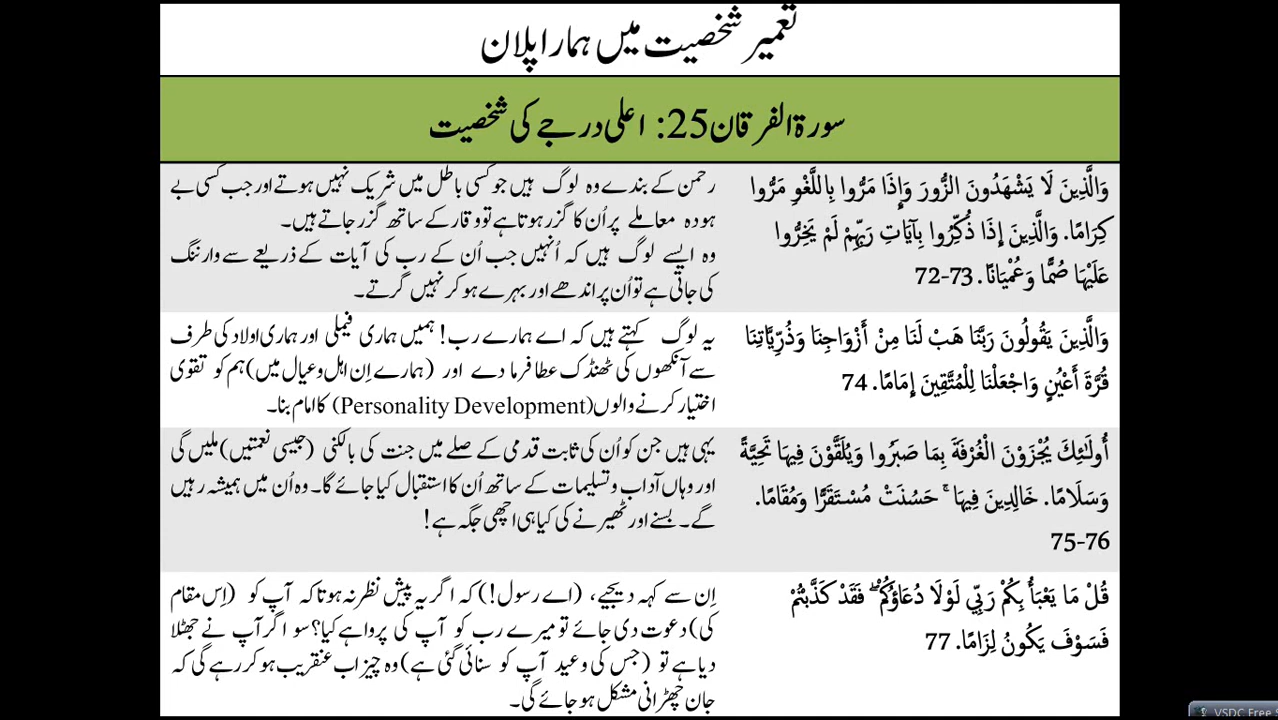 تعمیر شخصیت میں ہمارا پلان
سورۃ الفرقان 25: اعلی درجے کی شخصیت
وَالَّذِينَ لَا يَشْهَدُونَ الزُّورَ وَإِذَا مَرُّوا بِاللَّغْوِ مَرُّوا
كِرَامًا. وَالَّذِينَ إِذَا ذُكِّرُوا بِآيَاتِ رَبِّهِمْ لَمْ يَخِرُّوا
عَلَيْهَا صُمًّا وَعُمْيَانًا. 73-72
رحمن کے بندے وہ لوگ ہیں جو کسی باطل میں شریک نہیں ہوتے اور جب کسی بے
ہودہ معاملے پر اُن کا گزر ہوتا ہے تو وقار کے ساتھ گزر جاتے ہیں۔
وہ ایسے لوگ ہیں کہ اُنہیں جب اُن کے رب کی آیات کے ذریعے سے وارننگ
کی جاتی ہے تو اُن پر اندھے اور بہرے ہو کر نہیں گرتے۔
وَالَّذِينَ يَقُولُونَ رَبَّنَا هَبْ لَنَا مِنْ أَزْوَاجِنَا وَذُرِّيَّاتِنَا
قُرَّةَ أَعْيُنٍ وَاجْعَلْنَا لِلْمُتَّقِينَ إِمَامًا. 74
یہ لوگ کہتے ہیں کہ اے ہمارے رب! ہمیں ہماری فیملی اور ہماری اولاد کی طرف
سے آنکھوں کی ٹھنڈک عطا فرما دے اور (ہمارے اِن اہل و عیال میں) ہم کو تقوی
اختیار کرنے والوں (Personality Development) کا امام بنا۔
أُولَٰئِكَ يُجْزَوْنَ الْغُرْفَةَ بِمَا صَبَرُوا وَيُلَقَّوْنَ فِيهَا تَحِيَّةً
وَسَلَامًا. خَالِدِينَ فِيهَا ۚ حَسُنَتْ مُسْتَقَرًّا وَمُقَامًا.
75-76
یہی ہیں جن کو اُن کی ثابت قدمی کے صلے میں جنت کی بالکنی (جیسی نعمتیں) ملیں گی
اور وہاں آداب و تسلیمات کے ساتھ اُن کا استقبال کیا جائے گا۔ وہ اُن میں ہمیشہ رہیں
گے۔ بسنے اور ٹھیرنے کی کیا ہی اچھی جگہ ہے!
قُلْ مَا يَعْبَأُ بِكُمْ رَبِّي لَوْلَا دُعَاؤُكُمْ ۖ فَقَدْ كَذَّبْتُمْ
فَسَوْفَ يَكُونُ لِزَامًا. 77
اِن سے کہہ دیجیے، (اے رسول!) کہ اگر یہ پیش نظر نہ ہوتا کہ آپ کو (اِس مقام
کی) دعوت دی جائے تو میرے رب کو آپ کی پرواہے کیا؟ سو اگر آپ نے جھٹلا
دیا ہے تو (جس کی وعید آپ کو سنائی گئی ہے) وہ چیز اب عنقریب ہو کر رہے گی کہ
جان چھڑانی مشکل ہو جائے گی۔
VSDC Free